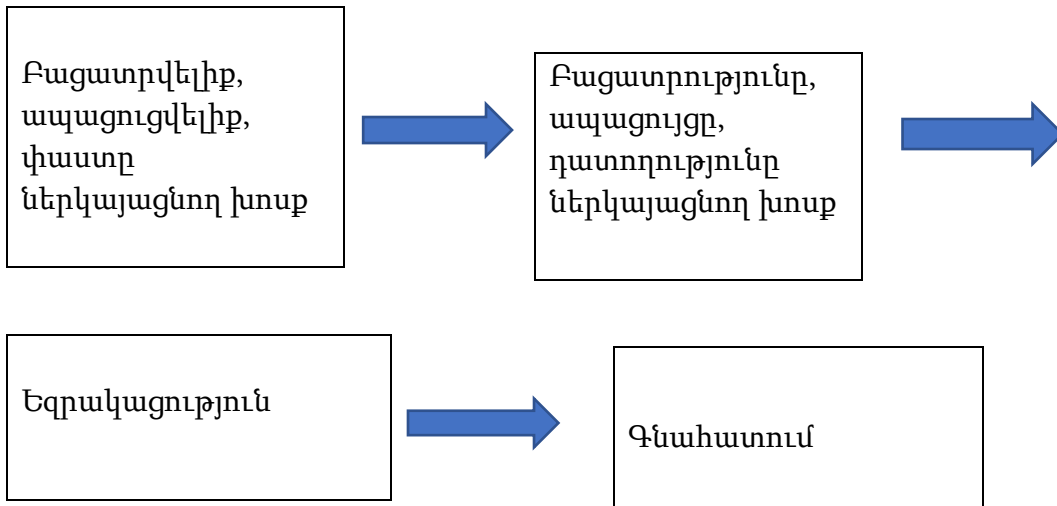 Բացատրվելիք,
ապացուցվելիք,
փաստը
ներկայացնող խոսք
Բացատրությունը,
ապացույցը,
դատողությունը
ներկայացնող խոսք
Եզրակացություն
Գնահատում